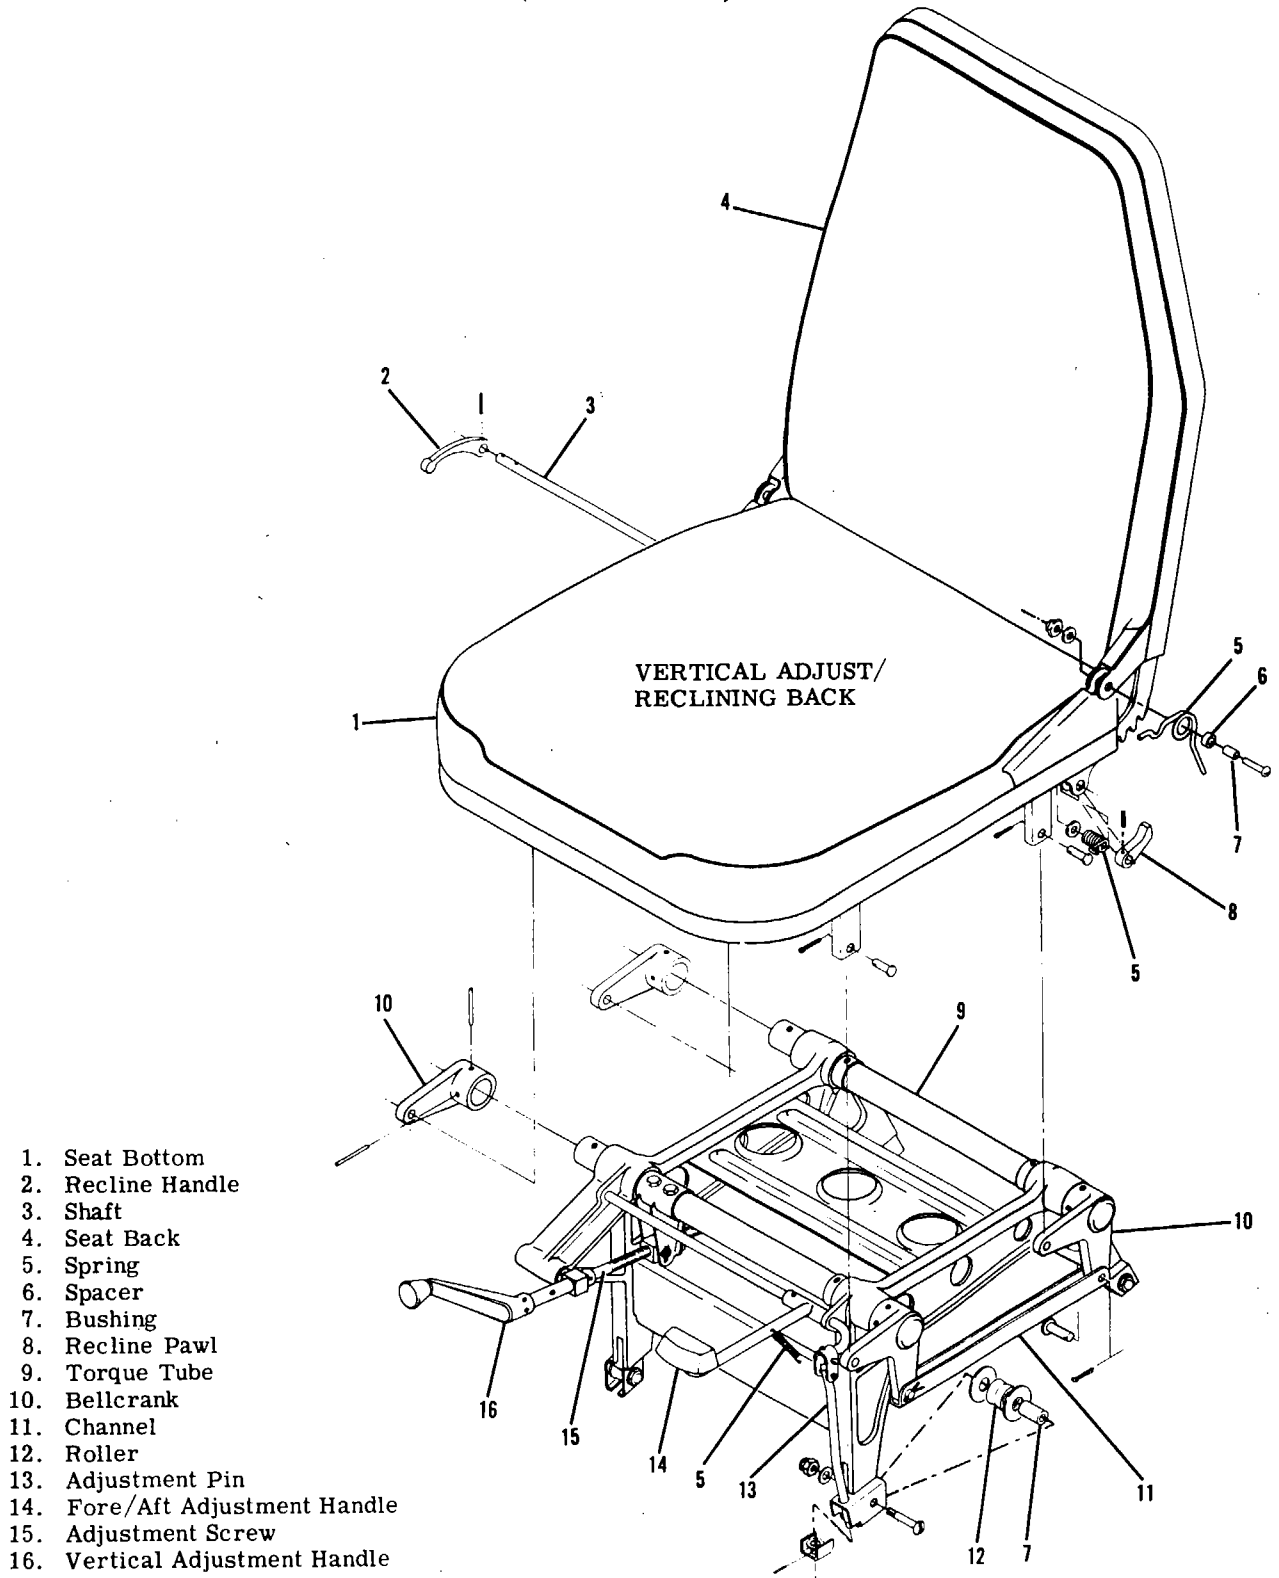 4
2
3
VERTICAL ADJUST/
RECLINING BACK
5
6
1
7
8
5
10
9
10
1. Seat Bottom
2. Recline Handle
3. Shaft
4. Seat Back
5. Spring
6. Spacer
7. Bushing
8. Recline Pawl
9. Torque Tube
10. Bellcrank
11. Channel
12. Roller
13. Adjustment Pin
14. Fore/Aft Adjustment Handle
15. Adjustment Screw
16. Vertical Adjustment Handle
16
15
14
5
13
11
12
7